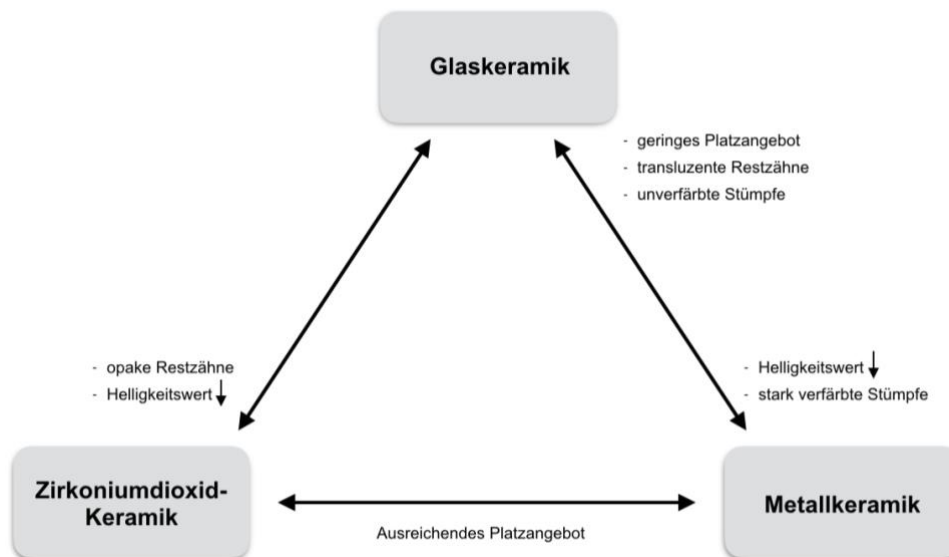 Glaskeramik
- geringes Platzangebot
- transluzente Restzähne
- unverfärbte Stümpfe
- opake Restzähne
- Helligkeitswert ↓
- Helligkeitswert ↓
- stark verfärbte Stümpfe
Zirkoniumdioxid-
Keramik
Metallkeramik
Ausreichendes Platzangebot